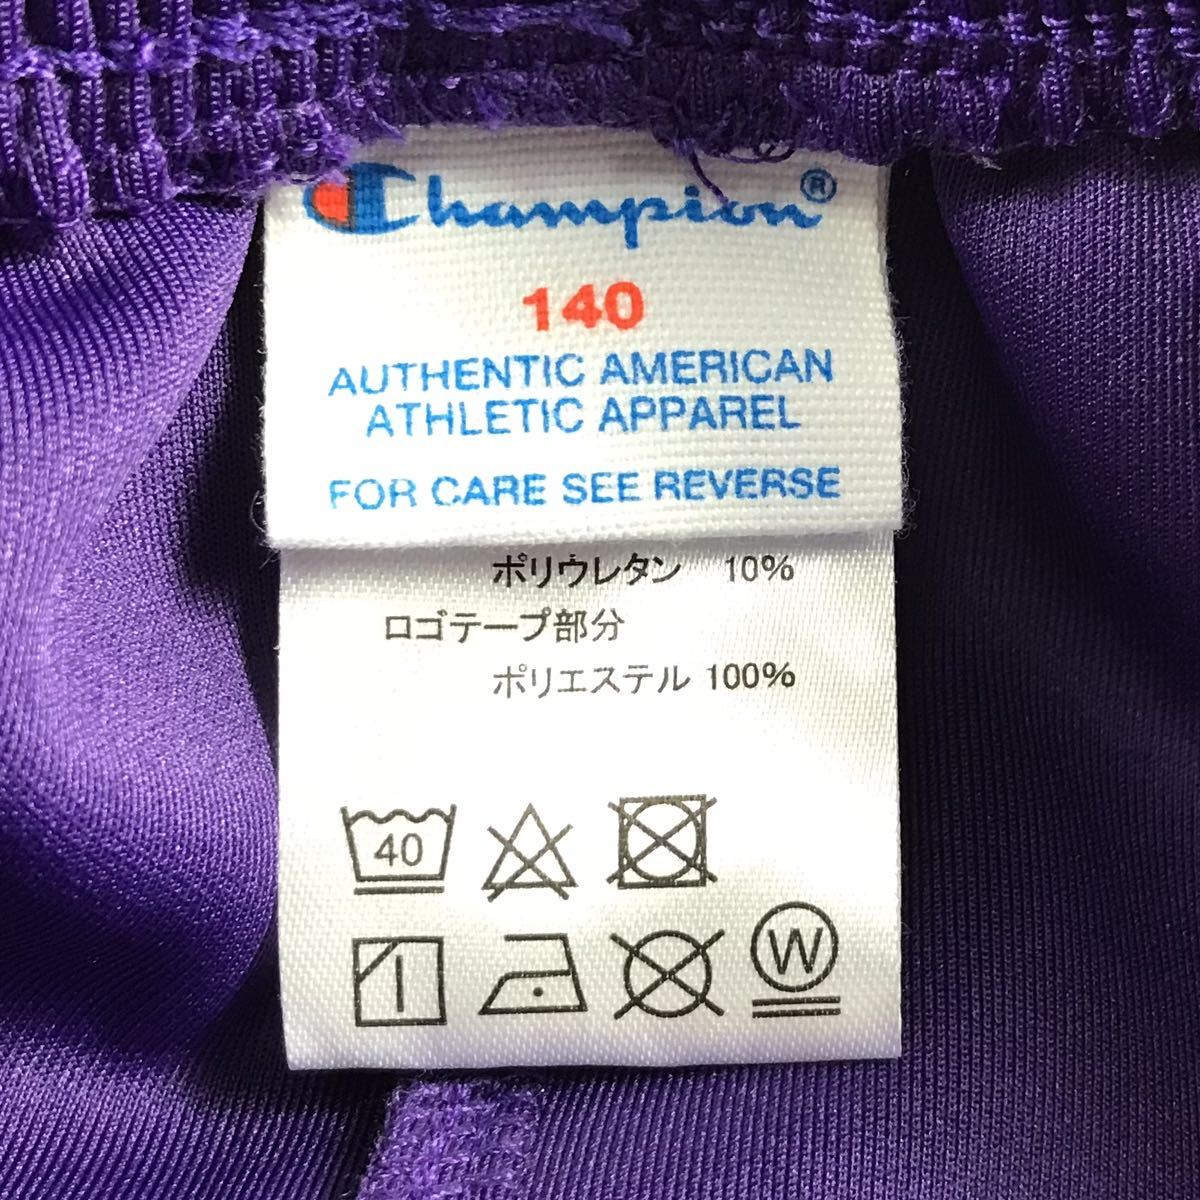 Champion®
140
AUTHENTIC AMERICAN
ATHLETIC APPAREL
FOR CARE SEE REVERSE
ポリウレタン 10%
ロゴテープ部分
ポリエステル 100%
40
W